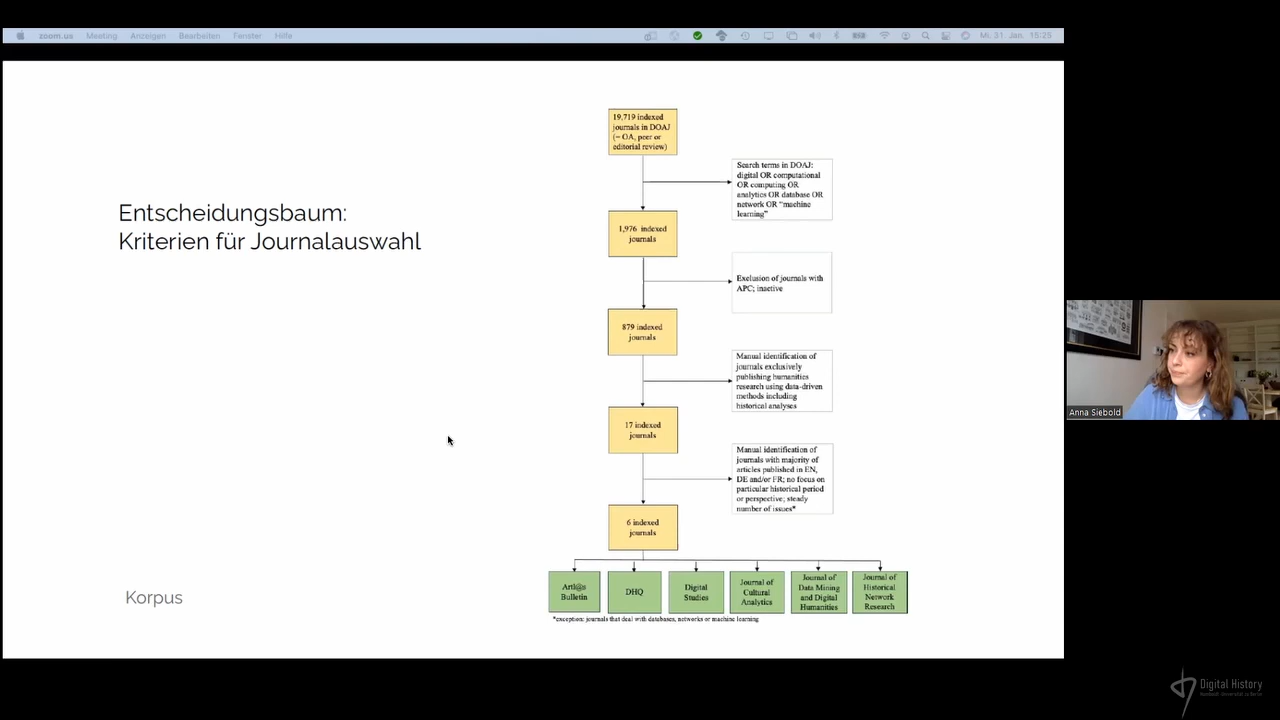 zoom.us Meeting Anzeigen Bearbeiten Fenster Hilfe
Mi. 31 Jan. 15:25
Entscheidungsbaum:
Kriterien für Journalauswahl
19,719 indexed
journals in DOAJ
(= OA, peer or
editorial review)
Search terms in DOAJ:
digital OR computational
OR computing OR
analytics OR database OR
network OR "machine
learning"
1,976 indexed
journals
Exclusion of journals with
APC; inactive
879 indexed
journals
Manual identification of
journals exclusively
publishing humanities
research using data-driven
methods including
historical analyses
17 indexed
journals
Manual identification of
journals with majority of
articles published in EN,
DE and/or FR; no focus on
particular historical period
or perspective; steady
number of issues*
6 indexed
journals
Artl@s
Bulletin
DHQ
Digital
Studies
Journal of
Cultural
Analytics
Journal of
Data Mining
and Digital
Humanities
Journal of
Historical
Network
Research
*exception: journals that deal with databases, networks or machine learning
Korpus
Anna Siebold
Digital History
Humboldt-Universität zu Berlin